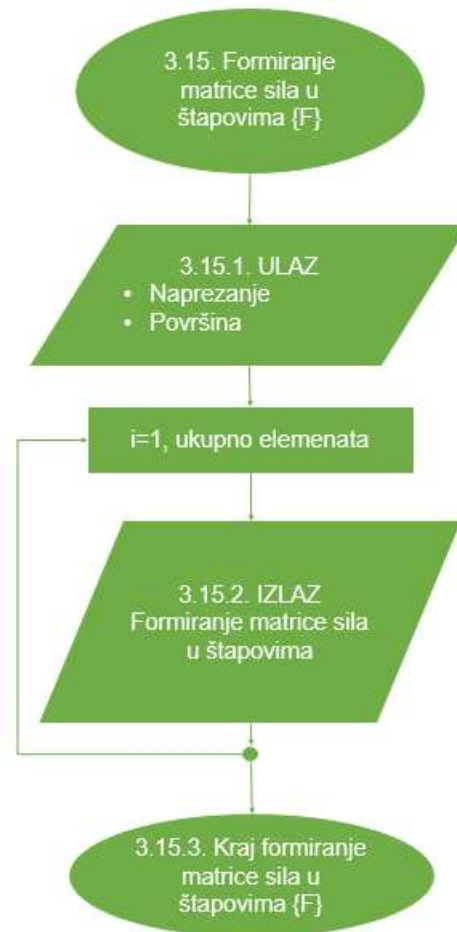 3.15. Formiranje
matrice sila u
štapovima {F}
3.15.1. ULAZ
• Naprezanje
• Površina
i=1, ukupno elemenata
3.15.2. IZLAZ
Formiranje matrice sila
u štapovima
3.15.3. Kraj formiranje
matrice sila u
štapovima {F}